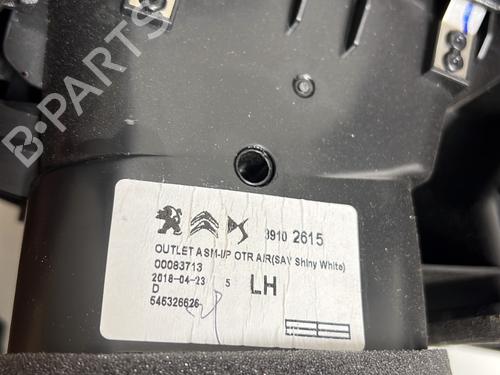 B-PARTS
3910 2615
OUTLET ASM-I/P OTR AIR(SAV Shiny White)
00083713
2018-04-23 5 LH
D
545326626